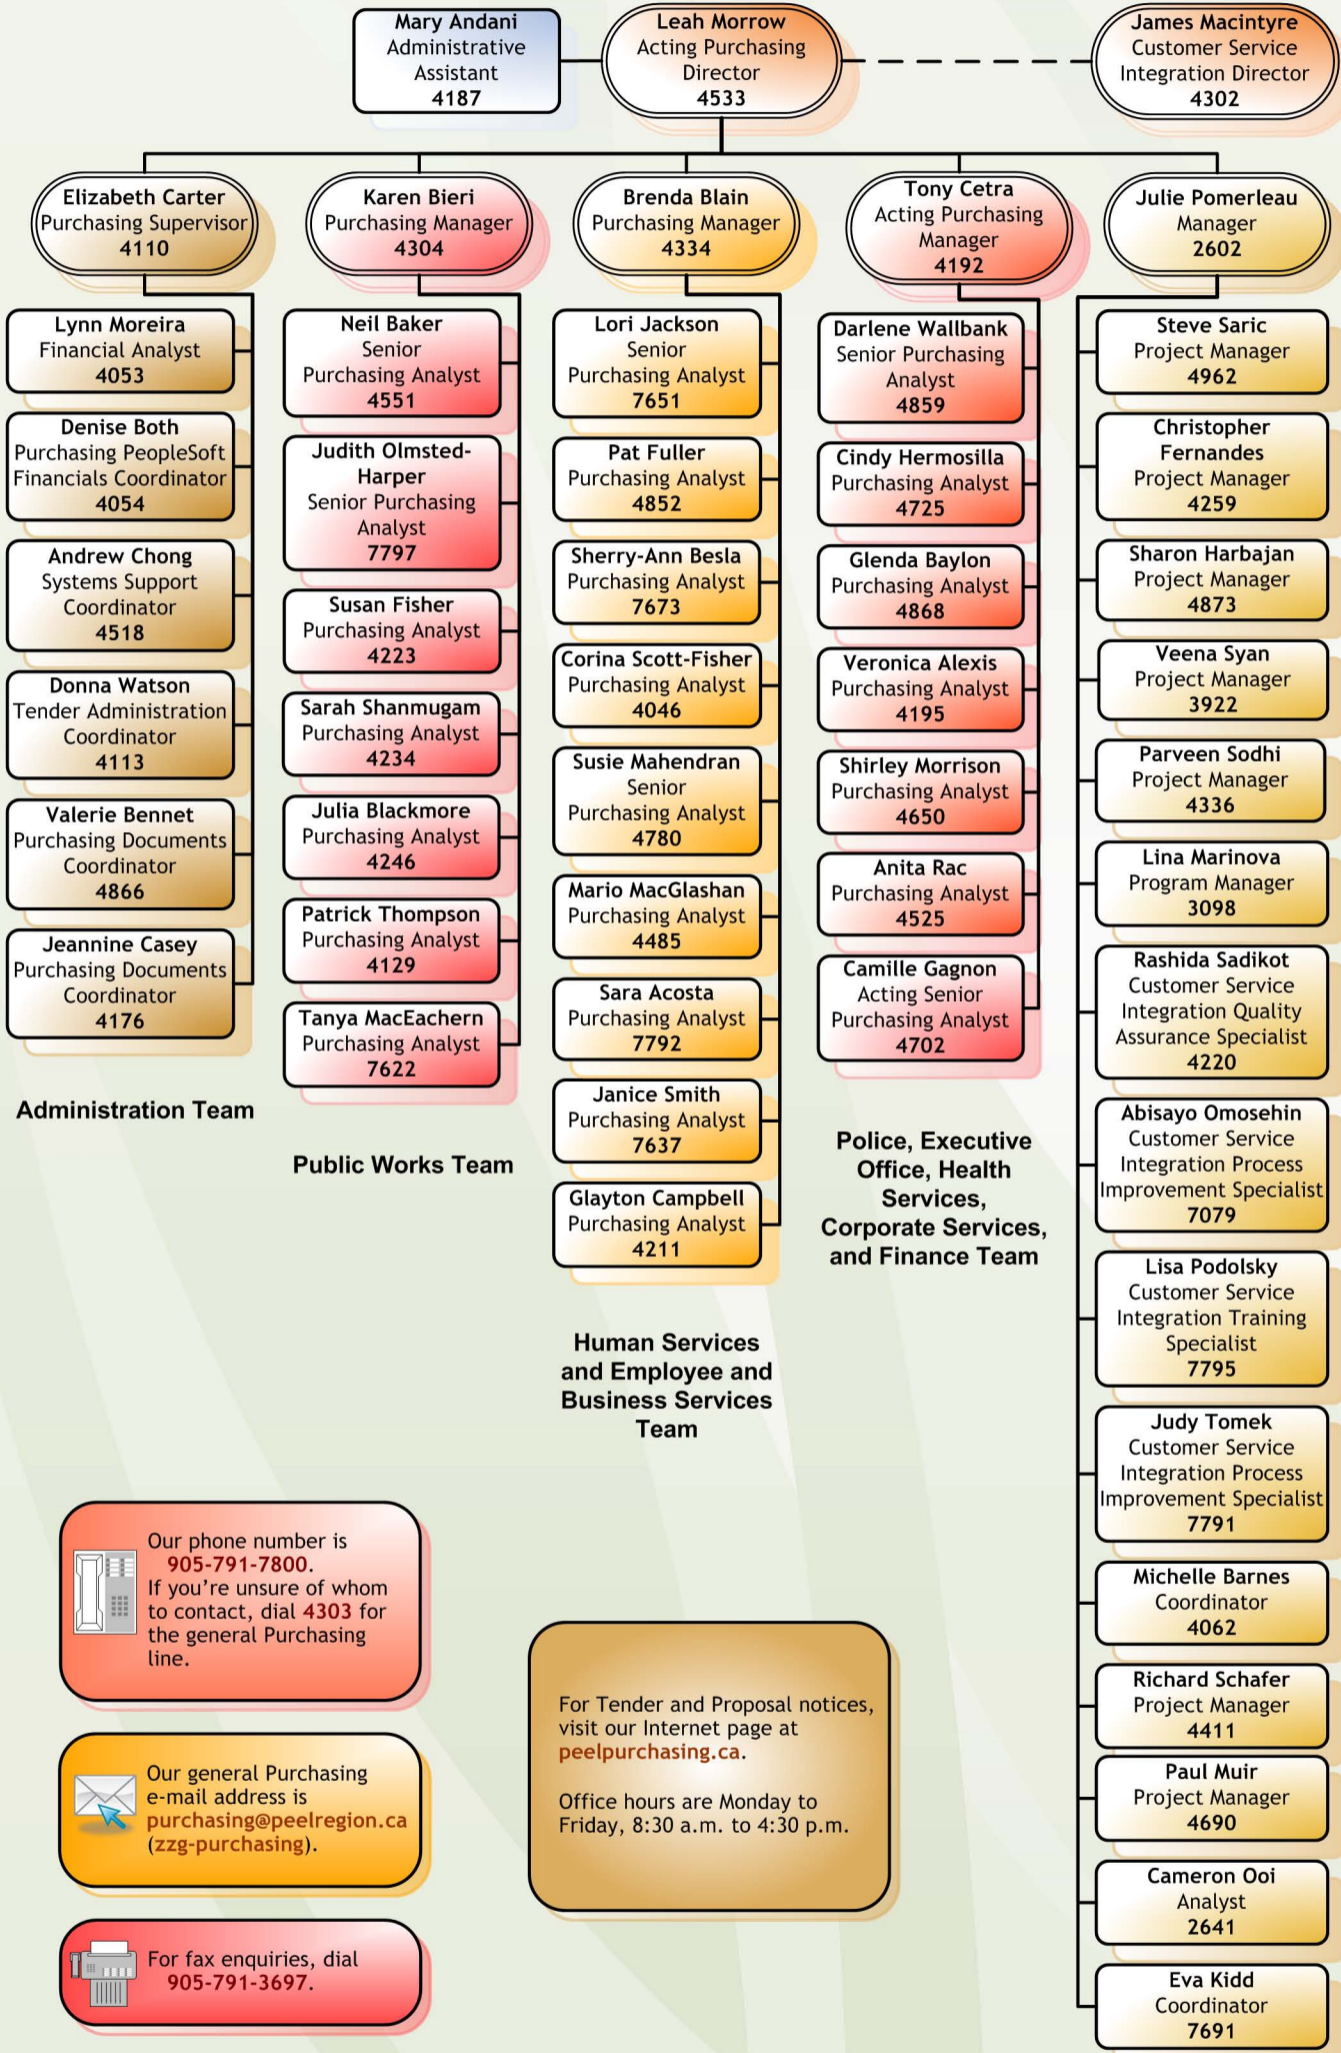 Mary Andani
Administrative
Assistant
4187
Leah Morrow
Acting Purchasing
Director
4533
James Macintyre
Customer Service
Integration Director
4302
Elizabeth Carter
Purchasing Supervisor
4110
Karen Bieri
Purchasing Manager
4304
Brenda Blain
Purchasing Manager
4334
Tony Cetra
Acting Purchasing
Manager
4192
Julie Pomerleau
Manager
2602
Lynn Moreira
Financial Analyst
4053
Denise Both
Purchasing PeopleSoft
Financials Coordinator
4054
Andrew Chong
Systems Support
Coordinator
4518
Donna Watson
Tender Administration
Coordinator
4113
Valerie Bennet
Purchasing Documents
Coordinator
4866
Jeannine Casey
Purchasing Documents
Coordinator
4176
Administration Team
Neil Baker
Senior
Purchasing Analyst
4551
Judith Olmsted-
Harper
Senior Purchasing
Analyst
7797
Susan Fisher
Purchasing Analyst
4223
Sarah Shanmugam
Purchasing Analyst
4234
Julia Blackmore
Purchasing Analyst
4246
Patrick Thompson
Purchasing Analyst
4129
Tanya MacEachern
Purchasing Analyst
7622
Public Works Team
Lori Jackson
Senior
Purchasing Analyst
7651
Pat Fuller
Purchasing Analyst
4852
Sherry-Ann Besla
Purchasing Analyst
7673
Corina Scott-Fisher
Purchasing Analyst
4046
Susie Mahendran
Senior
Purchasing Analyst
4780
Mario MacGlashan
Purchasing Analyst
4485
Sara Acosta
Purchasing Analyst
7792
Janice Smith
Purchasing Analyst
7637
Glayton Campbell
Purchasing Analyst
4211
Human Services
and Employee and
Business Services
Team
Darlene Wallbank
Senior Purchasing
Analyst
4859
Cindy Hermosilla
Purchasing Analyst
4725
Glenda Baylon
Purchasing Analyst
4868
Veronica Alexis
Purchasing Analyst
4195
Shirley Morrison
Purchasing Analyst
4650
Anita Rac
Purchasing Analyst
4525
Camille Gagnon
Acting Senior
Purchasing Analyst
4702
Police, Executive
Office, Health
Services,
Corporate Services,
and Finance Team
Steve Saric
Project Manager
4962
Christopher
Fernandes
Project Manager
4259
Sharon Harbajan
Project Manager
4873
Veena Syan
Project Manager
3922
Parveen Sodhi
Project Manager
4336
Lina Marinova
Program Manager
3098
Rashida Sadikot
Customer Service
Integration Quality
Assurance Specialist
4220
Abisayo Omosehin
Customer Service
Integration Process
Improvement Specialist
7079
Lisa Podolsky
Customer Service
Integration Training
Specialist
7795
Judy Tomek
Customer Service
Integration Process
Improvement Specialist
7791
Michelle Barnes
Coordinator
4062
Richard Schafer
Project Manager
4411
Paul Muir
Project Manager
4690
Cameron Ooi
Analyst
2641
Eva Kidd
Coordinator
7691
Our phone number is
905-791-7800.
If you're unsure of whom
to contact, dial 4303 for
the general Purchasing
line.
Our general Purchasing
e-mail address is
purchasing@peelregion.ca
(zzg-purchasing).
For fax enquiries, dial
905-791-3697.
For Tender and Proposal notices,
visit our Internet page at
peelpurchasing.ca.
Office hours are Monday to
Friday, 8:30 a.m. to 4:30 p.m.